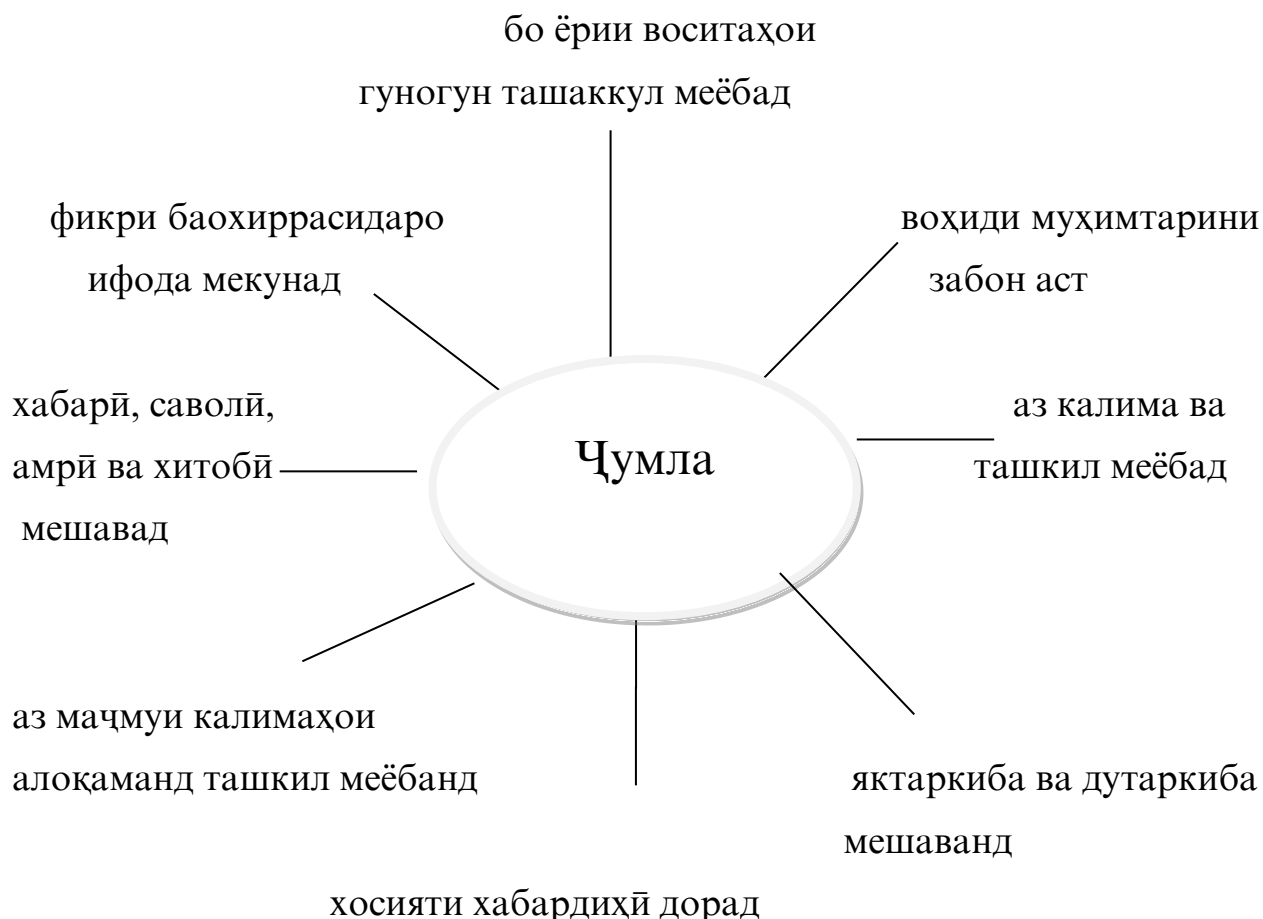 бо ёрии воситаҳои
гуногун ташаккул меёбад
фикри баохиррасидаро
ифода мекунад
воҳиди муҳимтарини
забон аст
хабарӣ, саволӣ,
амрӣ ва хитобӣ
мешавад
Ҷумла
аз калима ва
ташкил меёбад
аз маҷмуи калимаҳои
алоқаманд ташкил меёбанд
яктаркиба ва дутаркиба
мешаванд
хосияти хабардиҳӣ дорад